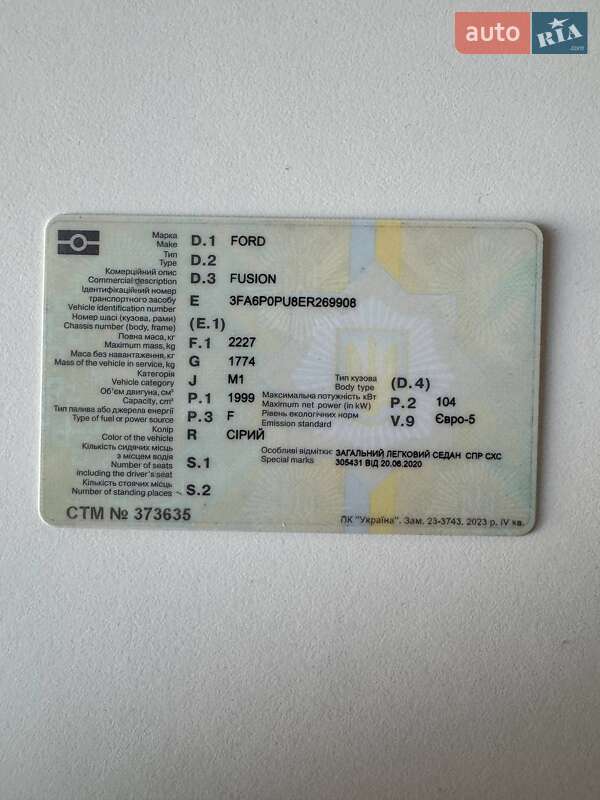 auto RIA .com
Марка
Make D.1 FORD
Тип
Type D.2
Комерційний опис
Commercial description D.3 FUSION
Ідентифікаційний номер
транспортного засобу
Vehicle identification number E 3FA6P0PU8ER269908
Номер шасі (кузова, рами)
Chassis number (body, frame) (E.1)
Повна маса, кг
Maximum mass, kg F.1 2227
Маса без навантаження, кг
Mass of the vehicle in service, kg G 1774
Категорія
Vehicle category J M1 Тип кузова
Body type (D.4)
Об'єм двигуна, см³
Capacity, cm³ P.1 1999 Максимальна потужність кВт
Maximum net power (in kW) P.2 104
Тип палива або джерела енергії
Type of fuel or power source P.3 F Рівень екологічних норм
Emission standard V.9 Євро-5
Колір
Color of the vehicle R СІРИЙ
Кількість сидячих місць
з місцем водія
Number of seats
including the driver's seat S.1
Особливі відмітки: ЗАГАЛЬНИЙ ЛЕГКОВИЙ СЕДАН СПР СХС
Special marks 305431 ВІД 20.06.2020
Кількість стоячих місць
Number of standing places S.2
СТМ № 373635
ПК "Україна". Зам. 23-3743. 2023 р. IV кв.